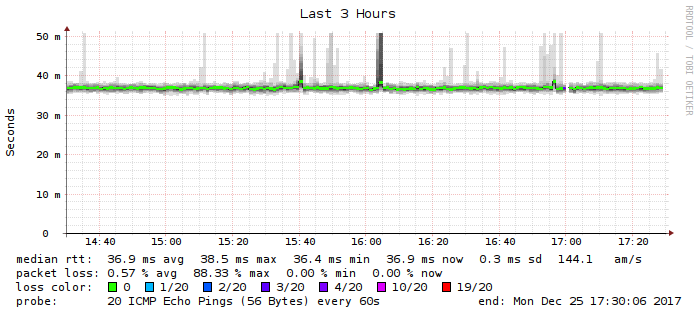 Last 3 Hours
RRDTOOL / TOBI OETIKER
Seconds
50 m
40 m
30 m
20 m
10 m
0
14:40 15:00 15:20 15:40 16:00 16:20 16:40 17:00 17:20
median rtt: 36.9 ms avg 38.5 ms max 36.4 ms min 36.9 ms now 0.3 ms sd 144.1 am/s
packet loss: 0.57 % avg 88.33 % max 0.00 % min 0.00 % now
loss color: 0 1/20 2/20 3/20 4/20 10/20 19/20
probe: 20 ICMP Echo Pings (56 Bytes) every 60s end: Mon Dec 25 17:30:06 2017